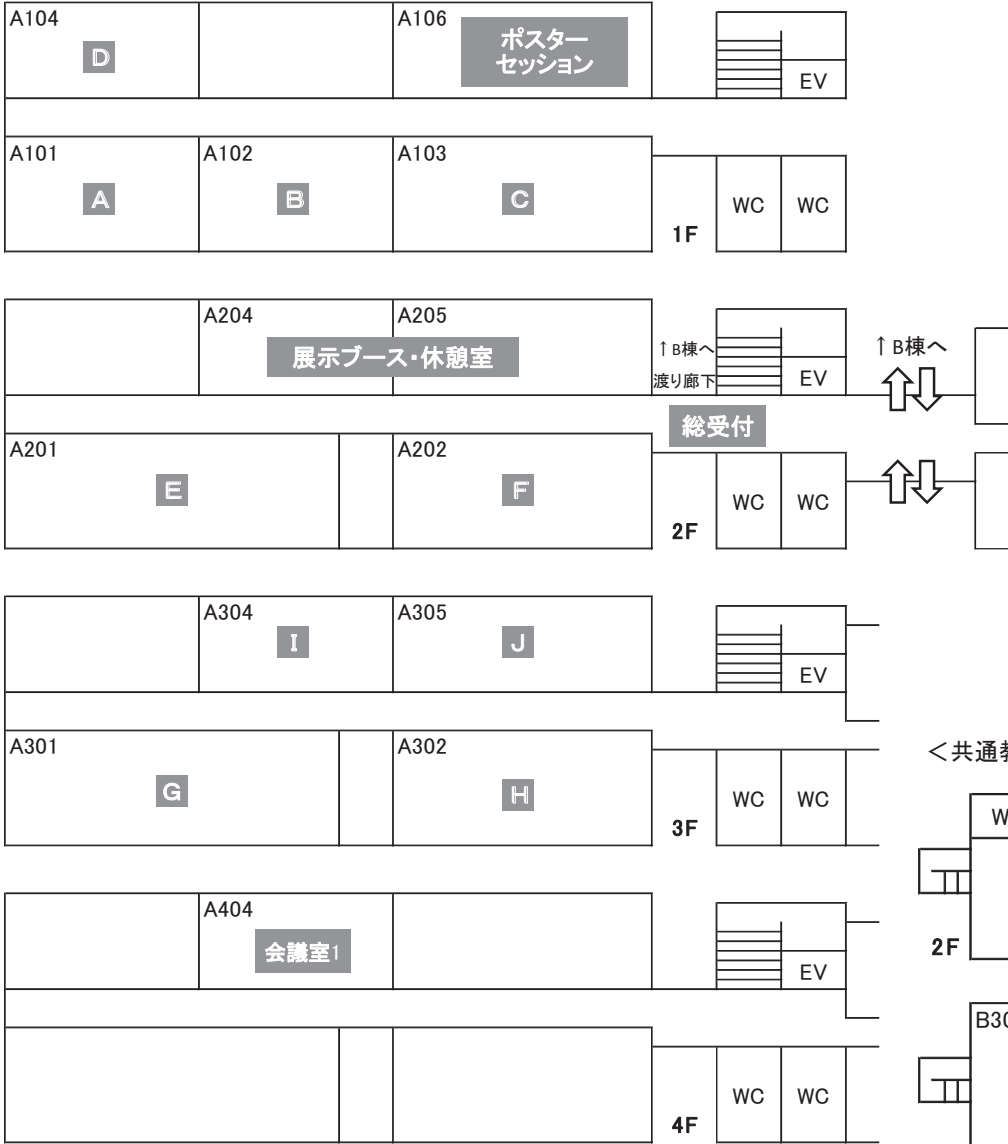 A104
A106
D
ポスター
セッション
EV
A101
A102
A103
A
B
C
WC
WC
1F
A204
A205
展示ブース・休憩室
↑B棟へ
渡り廊下
EV
↑B棟へ
総受付
A201
A202
E
F
WC
WC
2F
A304
A305
I
J
EV
A301
A302
G
H
WC
WC
3F
<共通
W
2F
A404
会議室1
EV
B30
WC
WC
4F